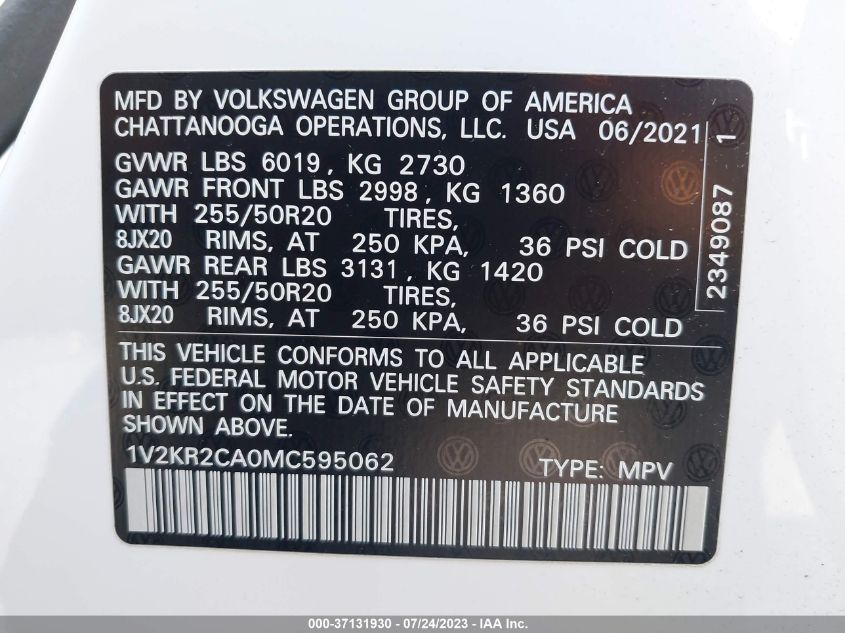 MFD BY VOLKSWAGEN GROUP OF AMERICA
CHATTANOOGA OPERATIONS, LLC. USA 06/2021
GVWR LBS 6019, KG 2730
GAWR FRONT LBS 2998, KG 1360
WITH 255/50R20 TIRES,
8JX20 RIMS, AT 250 KPA, 36 PSI COLD
GAWR REAR LBS 3131, KG 1420
WITH 255/50R20 TIRES,
8JX20 RIMS, AT 250 KPA, 36 PSI COLD
2349087 1
THIS VEHICLE CONFORMS TO ALL APPLICABLE
U.S. FEDERAL MOTOR VEHICLE SAFETY STANDARDS
IN EFFECT ON THE DATE OF MANUFACTURE
SHOWN ABOVE.
1V2KR2CA0MC595062 TYPE: MPV
000-37131930 - 07/24/2023 - IAA Inc.